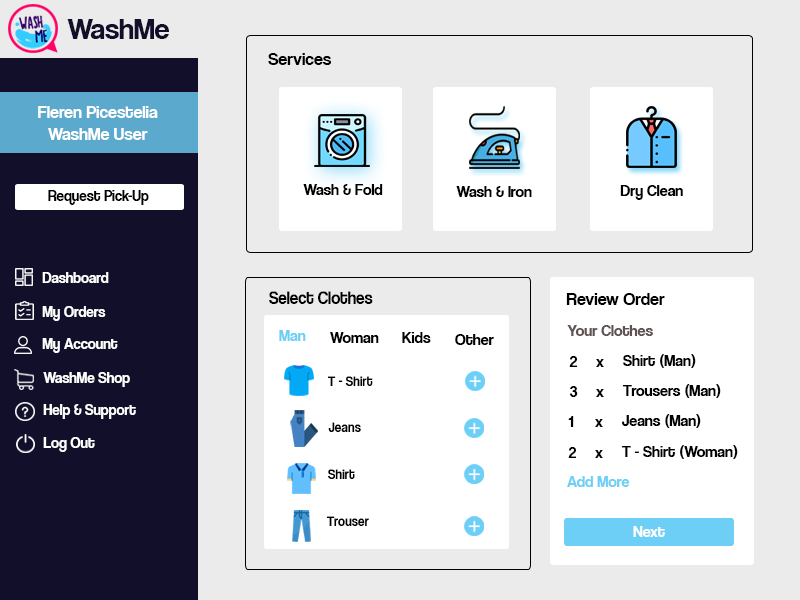 WASH
ME
WashMe
Fleren Picestelia
WashMe User
Request Pick-Up
Dashboard
My Orders
My Account
WashMe Shop
? Help & Support
Log Out
Services
Wash & Fold
Wash & Iron
Dry Clean
Select Clothes
Man Woman Kids Other
T - Shirt
Jeans
Shirt
Trouser
Review Order
Your Clothes
2 x Shirt (Man)
3 x Trousers (Man)
1 x Jeans (Man)
2 x T - Shirt (Woman)
Add More
Next